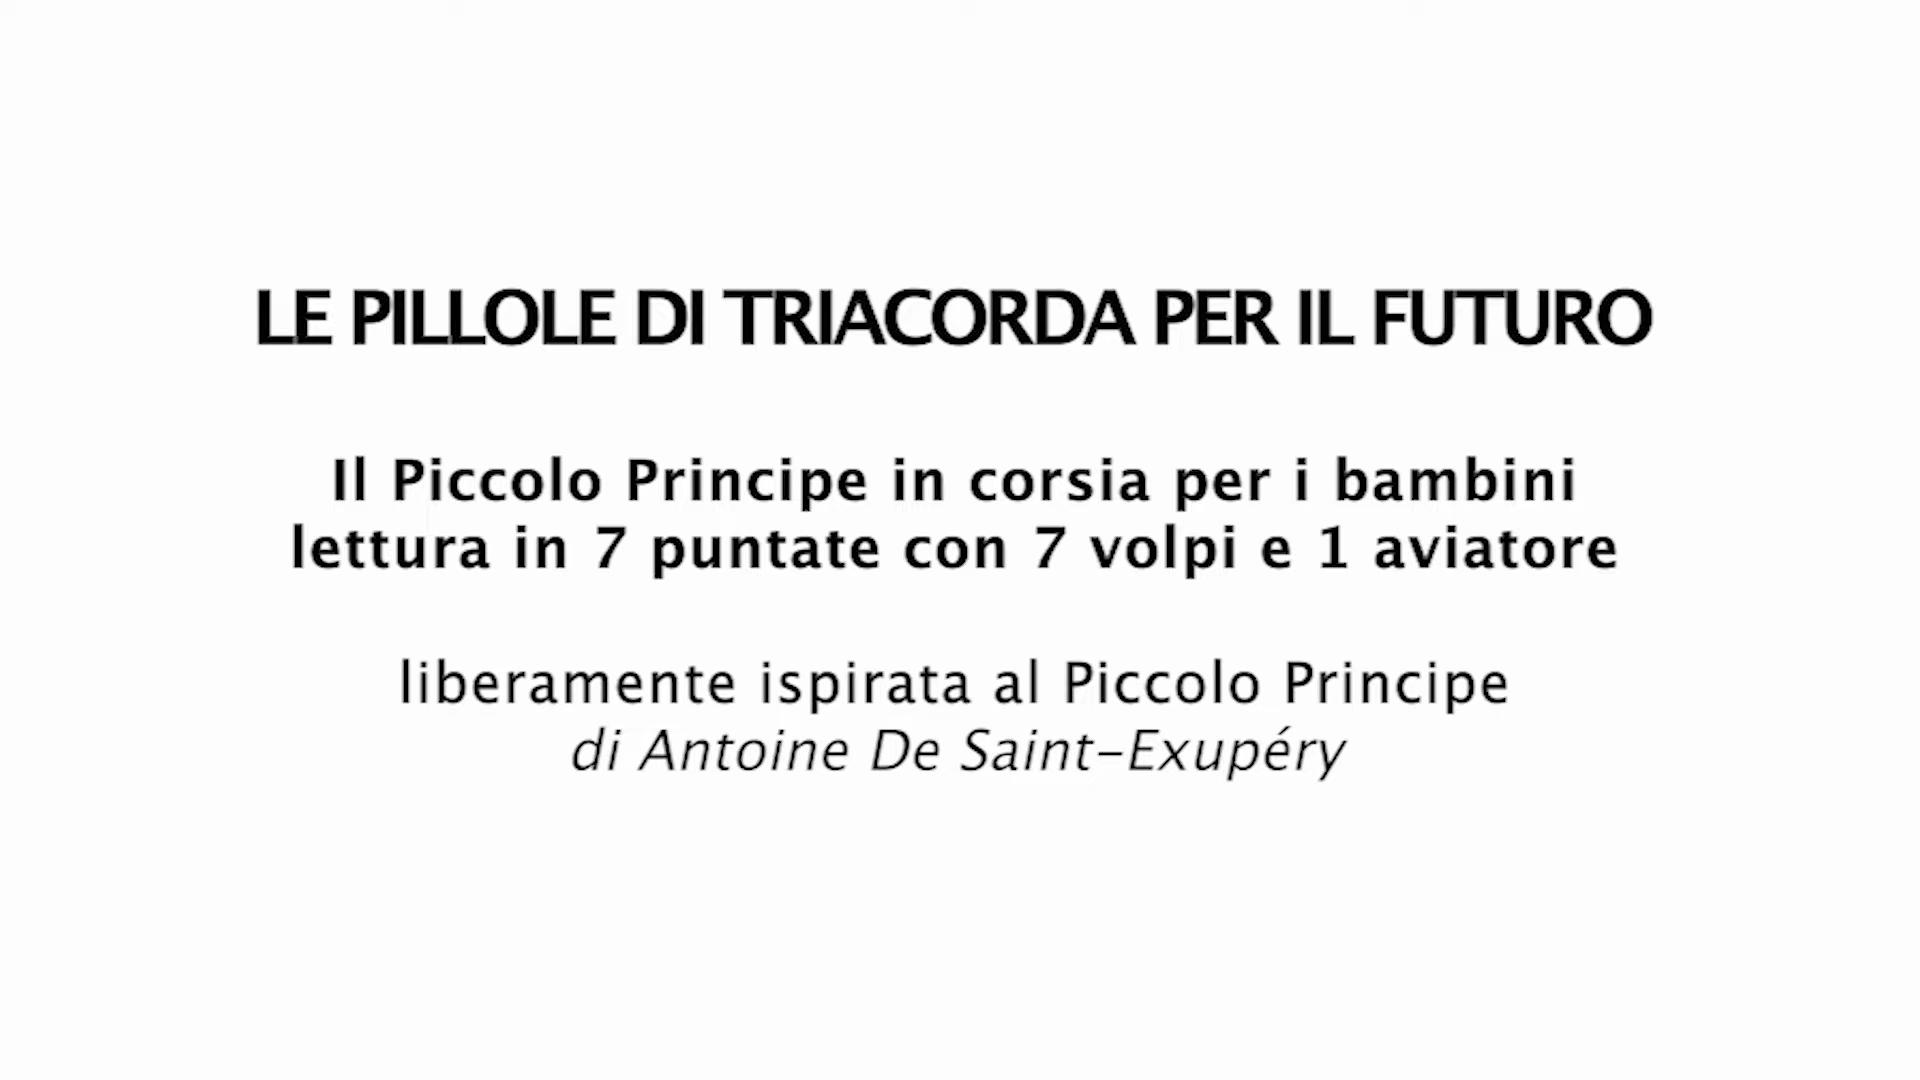 LE PILLOLE DI TRIACORDA PER IL FUTURO
Il Piccolo Principe in corsia per i bambini
lettura in 7 puntate con 7 volpi e 1 aviatore
liberamente ispirata al Piccolo Principe
di Antoine De Saint-Exupéry